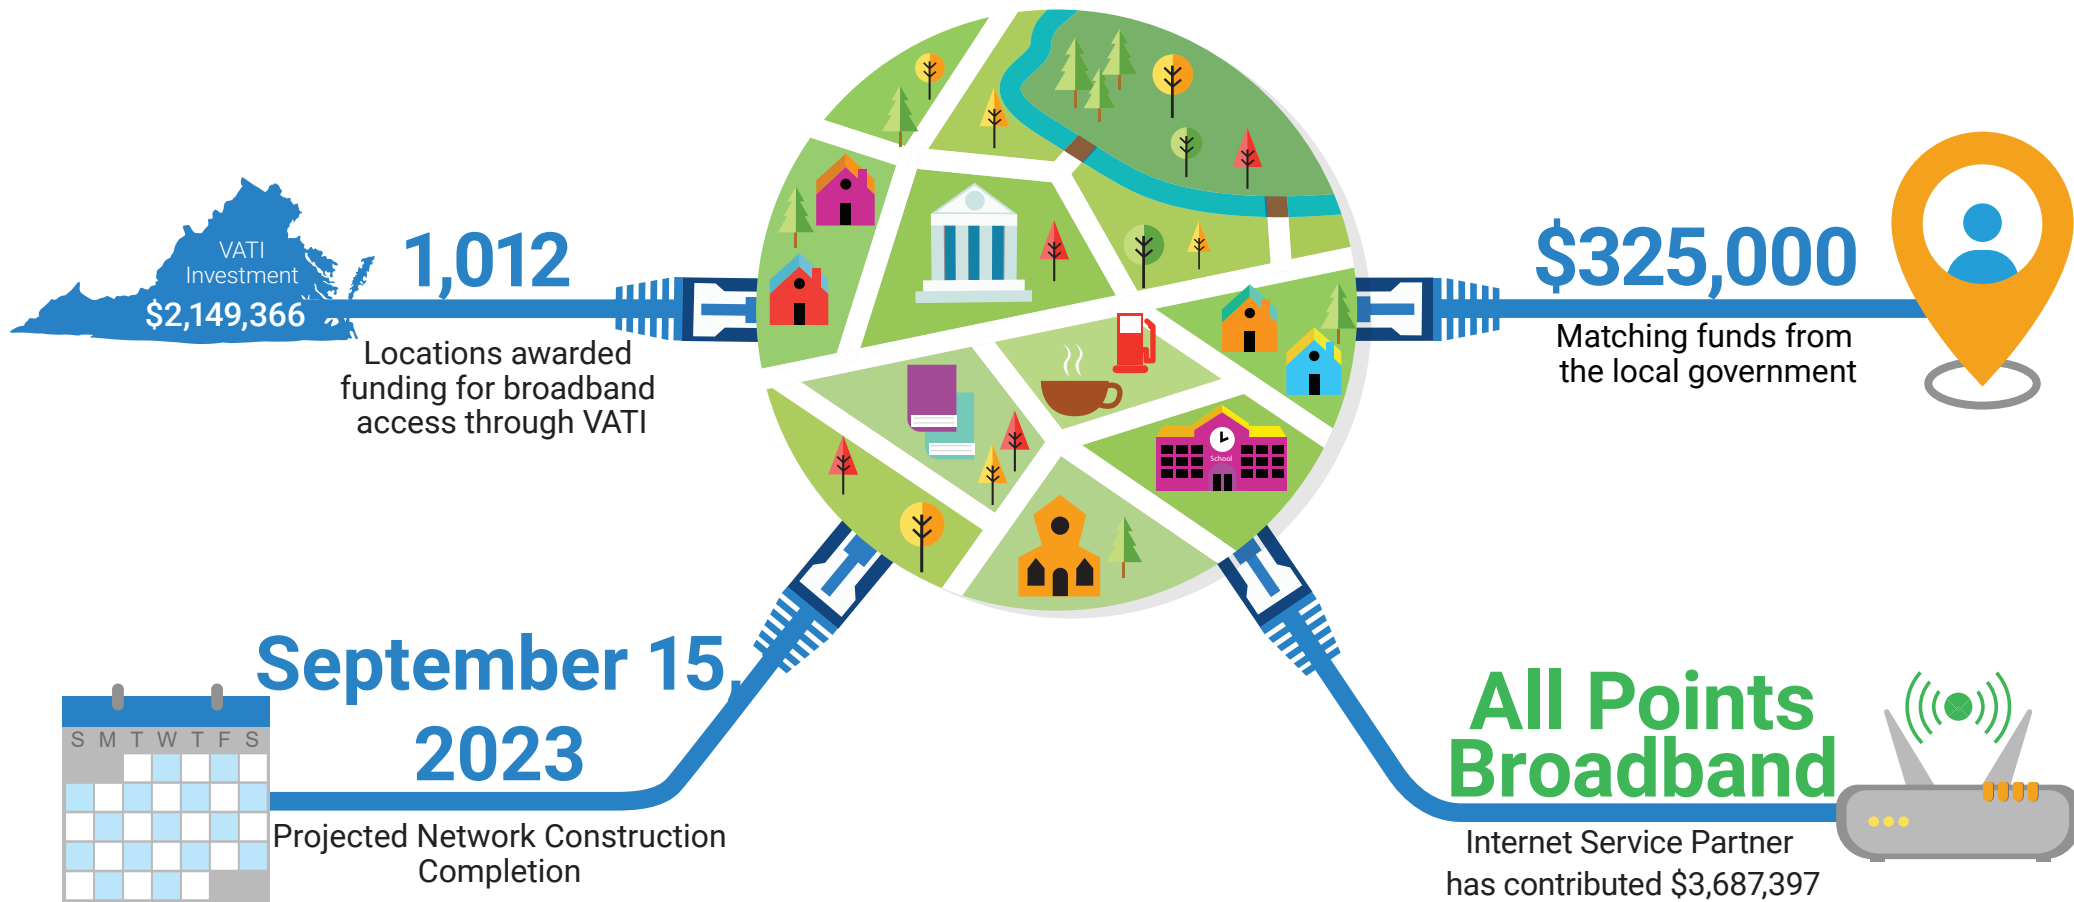 VATI
Investment
$2,149,366
1,012
Locations awarded
funding for broadband
access through VATI
$325,000
Matching funds from
the local government
School
September 15,
2023
S M T W T F S
Projected Network Construction
Completion
All Points
Broadband
Internet Service Partner
has contributed $3,687,397